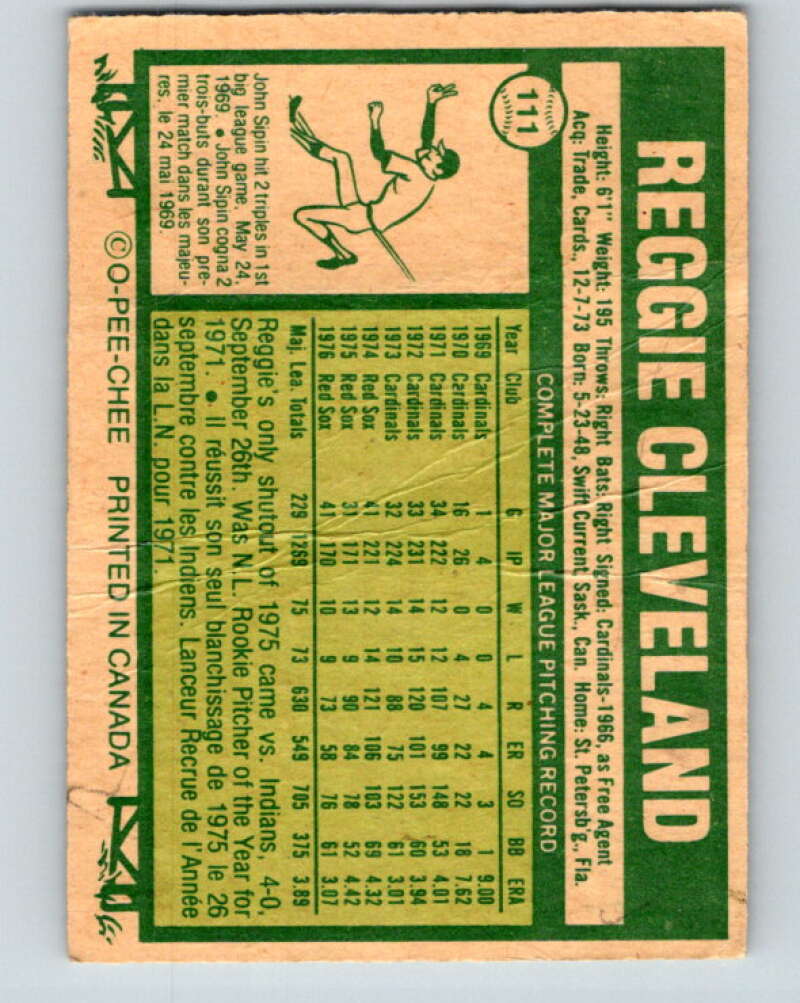 REGGIE CLEVELAND
111
Height: 6'1" Weight: 195 Throws: Right Bats: Right Signed: Cardinals-1966, as Free Agent
Acq: Trade, Cards., 12-7-73 Born: 5-23-48, Swift Current Sask., Can. Home: St. Petersb'g., Fla.
COMPLETE MAJOR LEAGUE PITCHING RECORD
Year Club G IP W L R ER SO BB ERA
1969 Cardinals 1 4 0 0 4 4 3 1 9.00
1970 Cardinals 16 26 0 4 27 22 22 18 7.62
1971 Cardinals 34 222 12 12 107 99 148 53 4.01
1972 Cardinals 33 231 14 15 120 101 153 60 3.94
1973 Cardinals 32 224 14 10 88 75 122 61 3.01
1974 Red Sox 41 221 12 14 121 106 103 69 4.32
1975 Red Sox 31 171 13 9 90 84 78 52 4.42
1976 Red Sox 41 170 10 9 73 58 76 61 3.07
Maj. Lea. Totals 229 1269 75 73 630 549 705 375 3.89
Reggie's only shutout of 1975 came vs. Indians, 4-0,
September 26th. Was N.L. Rookie Pitcher of the Year for
1971. • Il réussit son seul blanchissage de 1975 le 26
septembre contre les Indiens. Lanceur Recrue de l'Année
dans la L.N. pour 1971
John Sipin hit 2 triples in 1st
big league game, May 24,
1969. • John Sipin cogna 2
trois-buts durant son pre-
mier match dans les majeu-
res, le 24 mai 1969.
©O-PEE-CHEE PRINTED IN CANADA